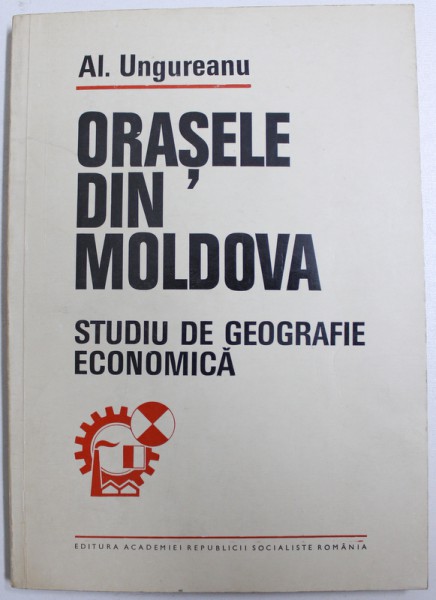 Al. Ungureanu
ORAȘELE
DIN
MOLDOVA
STUDIU DE GEOGRAFIE
ECONOMICĂ
EDITURA ACADEMIEI REPUBLICII SOCIALISTE ROMÂNIA